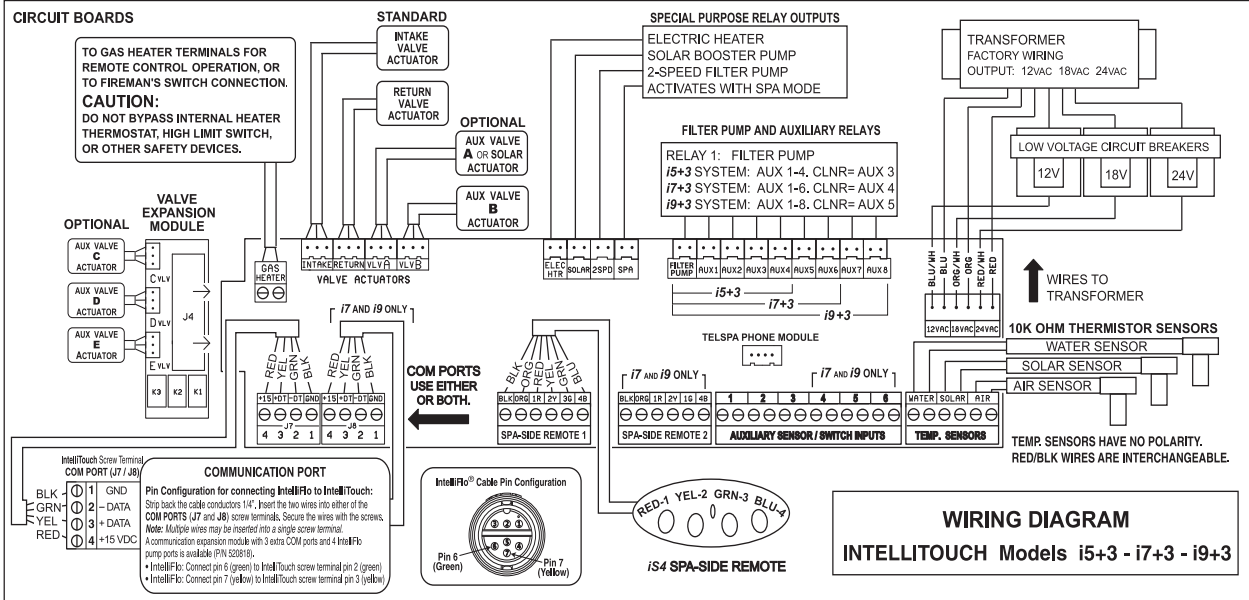 CIRCUIT BOARDS
TO GAS HEATER TERMINALS FOR
REMOTE CONTROL OPERATION, OR
TO FIREMAN'S SWITCH CONNECTION.
CAUTION:
DO NOT BYPASS INTERNAL HEATER
THERMOSTAT, HIGH LIMIT SWITCH,
OR OTHER SAFETY DEVICES.
STANDARD
INTAKE
VALVE
ACTUATOR
RETURN
VALVE
ACTUATOR
OPTIONAL
AUX VALVE
A OR SOLAR
ACTUATOR
AUX VALVE
B
ACTUATOR
SPECIAL PURPOSE RELAY OUTPUTS
ELECTRIC HEATER
SOLAR BOOSTER PUMP
2-SPEED FILTER PUMP
ACTIVATES WITH SPA MODE
FILTER PUMP AND AUXILIARY RELAYS
RELAY 1: FILTER PUMP
i5+3 SYSTEM: AUX 1-4. CLNR= AUX 3
i7+3 SYSTEM: AUX 1-6. CLNR= AUX 4
i9+3 SYSTEM: AUX 1-8. CLNR= AUX 5
TRANSFORMER
FACTORY WIRING
OUTPUT: 12VAC 18VAC 24VAC
LOW VOLTAGE CIRCUIT BREAKERS
12V 18V 24V
BLU/WH BLU ORG/WH ORG RED/WH RED
WIRES TO
TRANSFORMER
12VAC 18VAC 24VAC
VALVE
EXPANSION
MODULE
OPTIONAL
AUX VALVE
C
ACTUATOR
AUX VALVE
D
ACTUATOR
AUX VALVE
E
ACTUATOR
C VLV
D VLV
E VLV
J4
K3 K2 K1
GAS
HEATER
INTAKE RETURN VLVA VLVB
VALVE ACTUATORS
ELEC
HTR SOLAR 2SPD SPA
FILTER
PUMP AUX1 AUX2 AUX3 AUX4 AUX5 AUX6 AUX7 AUX8
i5+3
i7+3
i9+3
TELSPA PHONE MODULE
10K OHM THERMISTOR SENSORS
WATER SENSOR
SOLAR SENSOR
AIR SENSOR
TEMP. SENSORS HAVE NO POLARITY.
RED/BLK WIRES ARE INTERCHANGEABLE.
i7 AND i9 ONLY
RED YEL GRN BLK
RED YEL GRN BLK
+15 +DT -DT GND
+15 +DT -DT GND
J7
J8
4 3 2 1
4 3 2 1
COM PORTS
USE EITHER
OR BOTH.
BLK ORG RED YEL GRN BLU
BLK ORG 1R 2Y 3G 4B
SPA-SIDE REMOTE 1
i7 AND i9 ONLY
BLK ORG 1R 2Y 1G 4B
SPA-SIDE REMOTE 2
i7 AND i9 ONLY
1 2 3 4 5 6
AUXILIARY SENSOR / SWITCH INPUTS
WATER SOLAR AIR
TEMP. SENSORS
IntelliTouch Screw Terminal
COM PORT (J7 / J8)
BLK 1 GND
GRN 2 – DATA
YEL 3 + DATA
RED 4 +15 VDC
COMMUNICATION PORT
Pin Configuration for connecting IntelliFlo to IntelliTouch:
Strip back the cable conductors 1/4". Insert the two wires into either of the
COM PORTS (J7 and J8) screw terminals. Secure the wires with the screws.
Note: Multiple wires may be inserted into a single screw terminal.
A communication expansion module with 3 extra COM ports and 4 IntelliFlo
pump ports is available (P/N 520818).
• IntelliFlo: Connect pin 6 (green) to IntelliTouch screw terminal pin 2 (green)
• IntelliFlo: Connect pin 7 (yellow) to IntelliTouch screw terminal pin 3 (yellow)
IntelliFlo® Cable Pin Configuration
3 2 1
6 5 4
7
Pin 6
(Green)
Pin 7
(Yellow)
RED-1 YEL-2 GRN-3 BLU-4
iS4 SPA-SIDE REMOTE
WIRING DIAGRAM
INTELLITOUCH Models i5+3 - i7+3 - i9+3